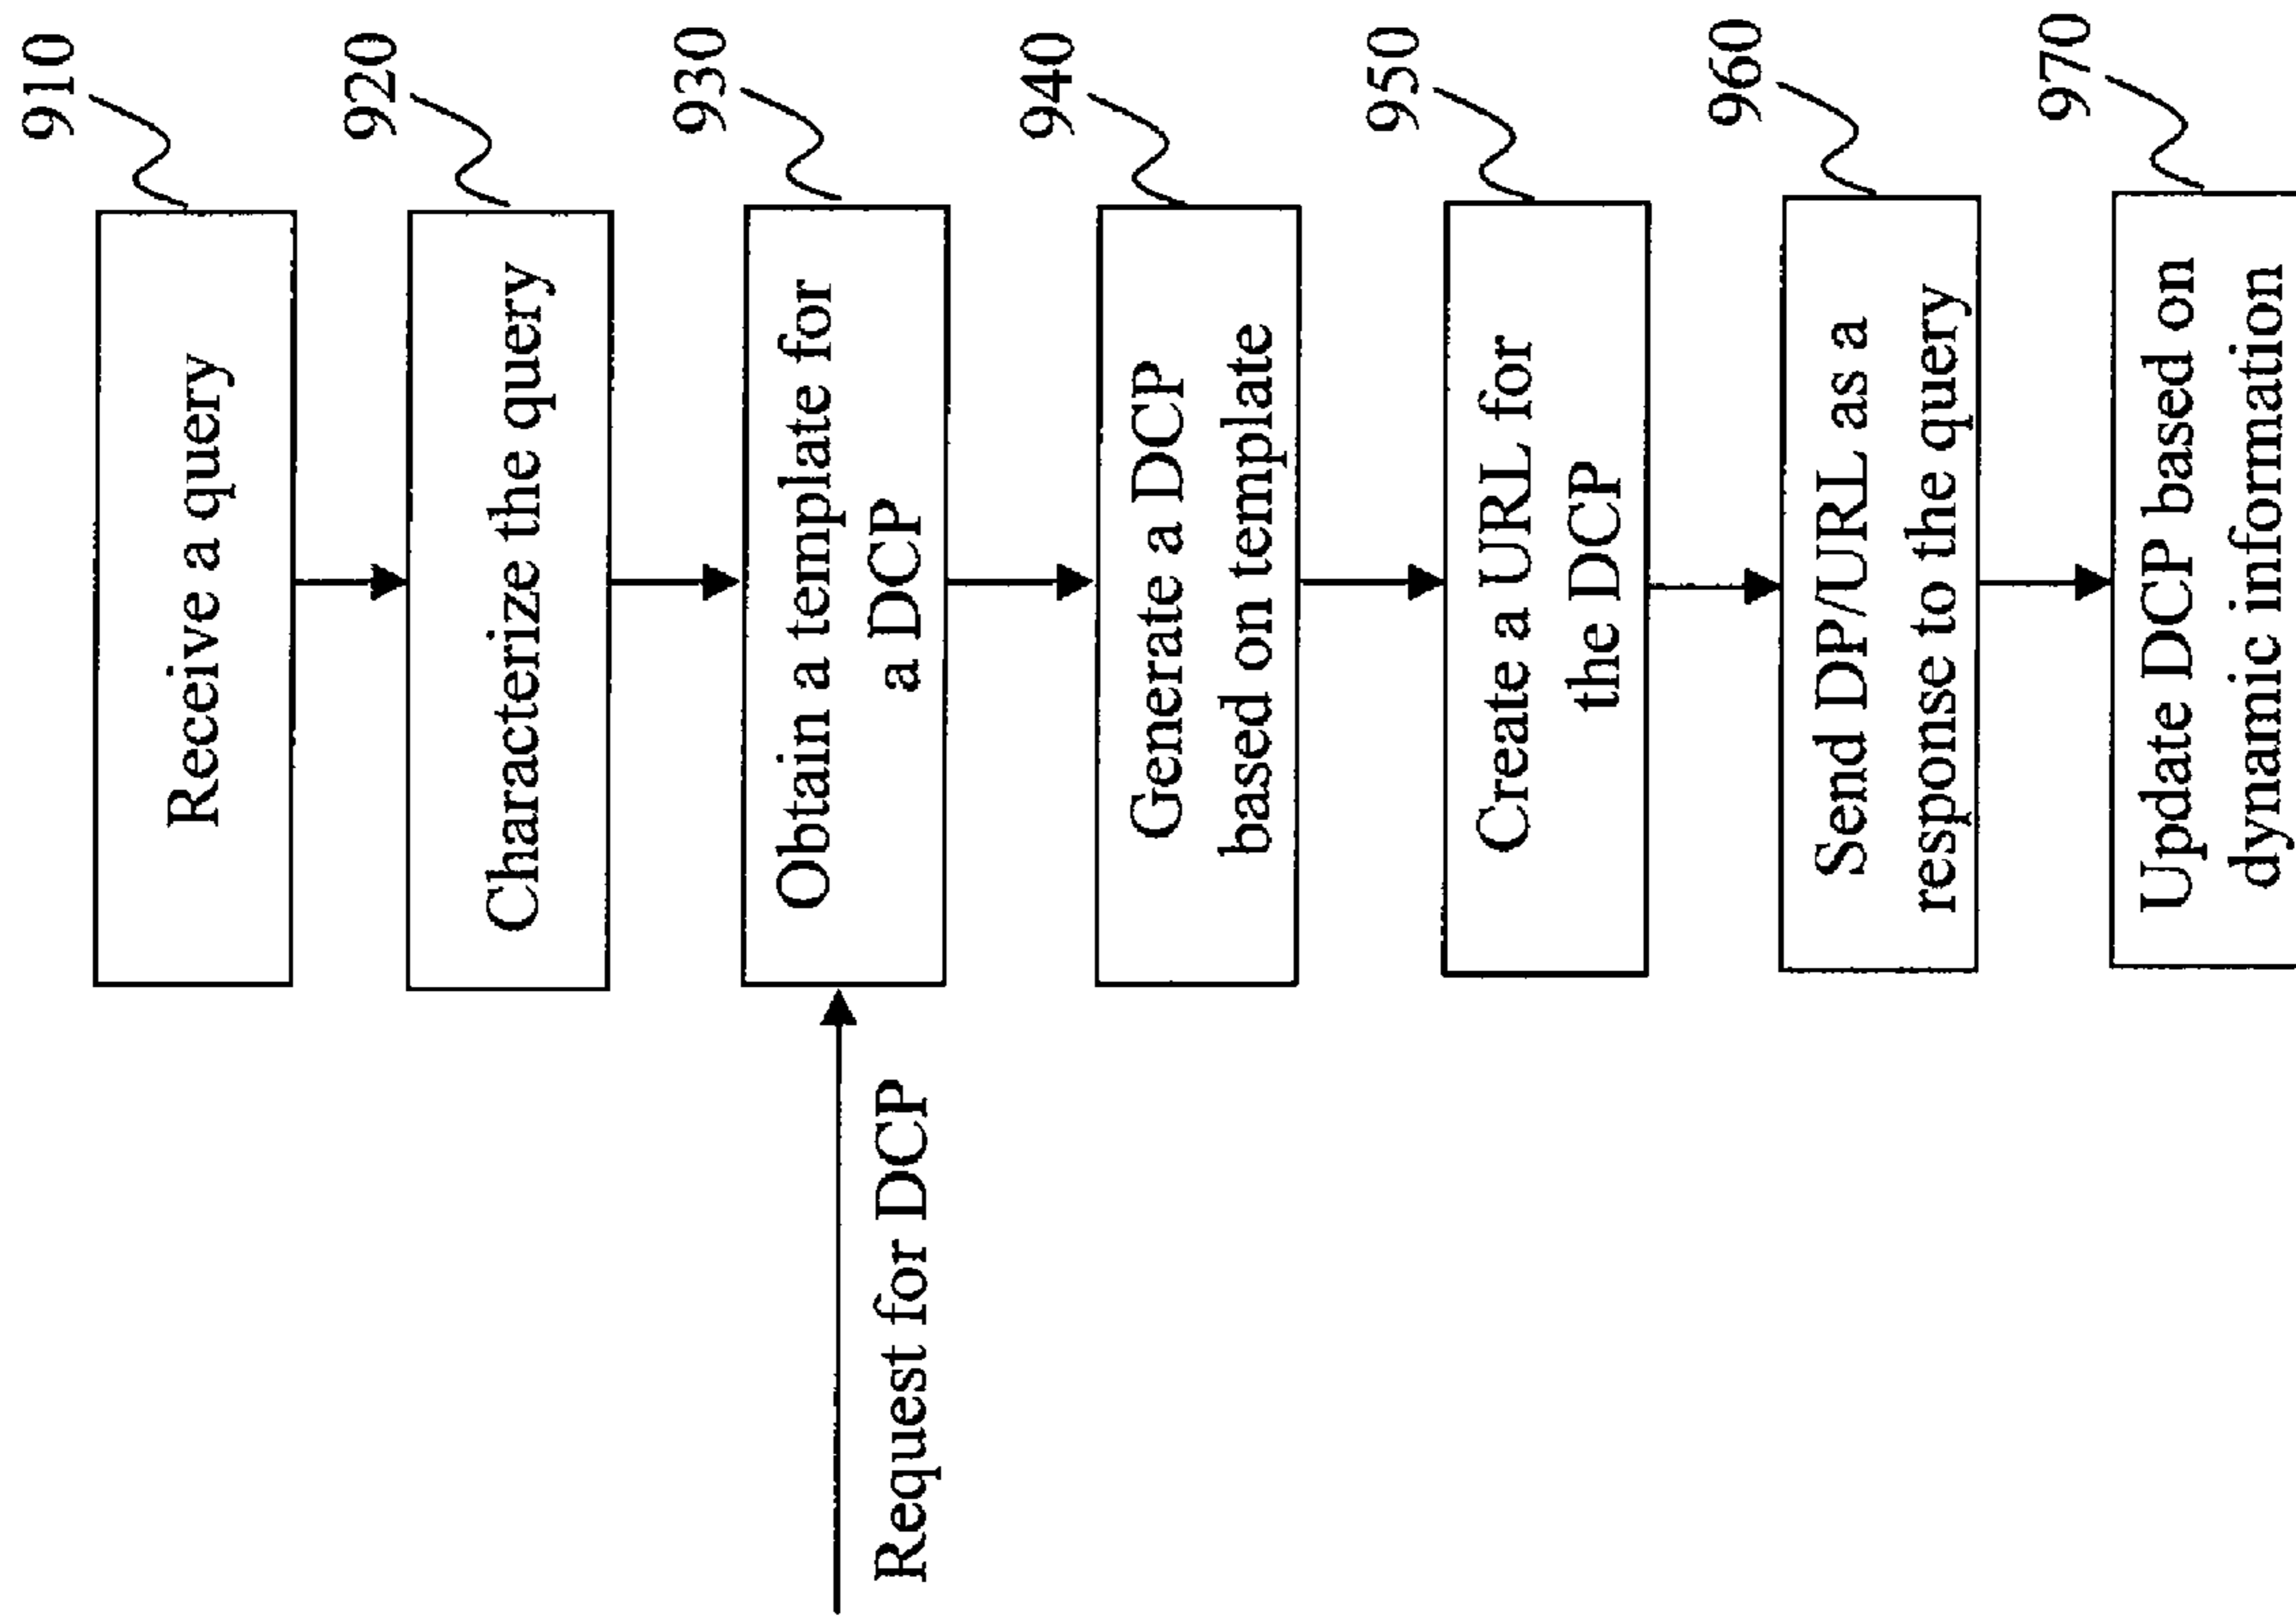 910
Receive a query
920
Characterize the query
930
Obtain a template for
a DCP
Request for DCP
940
Generate a DCP
based on template
950
Create a URL for
the DCP
960
Send DP/URL as a
response to the query
970
Update DCP based on
dynamic information